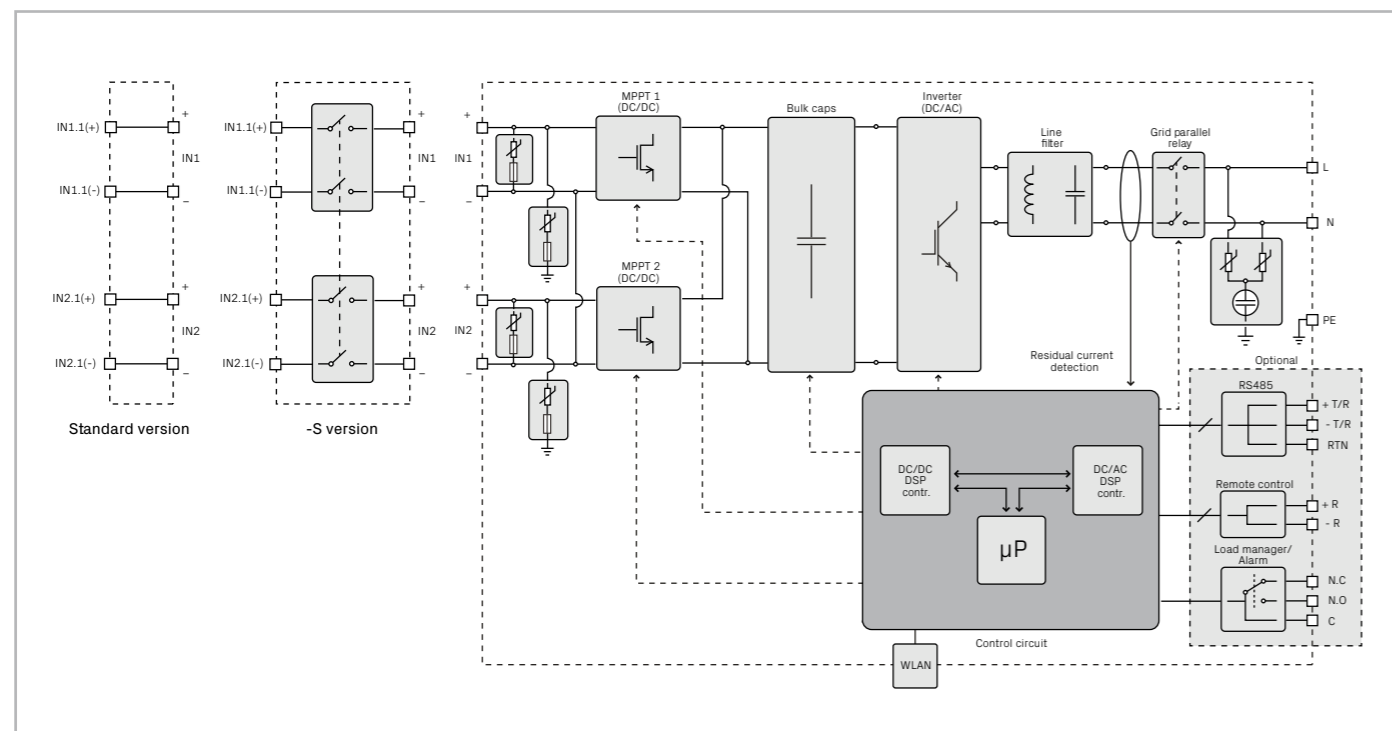 IN1.1(+)
+
IN1
IN1.1(-)
−
IN2.1(+)
+
IN2
IN2.1(-)
−
Standard version
IN1.1(+)
+
IN1
IN1.1(-)
−
IN2.1(+)
+
IN2
IN2.1(-)
−
-S version
+
IN1
−
+
IN2
−
MPPT 1
(DC/DC)
MPPT 2
(DC/DC)
Bulk caps
Inverter
(DC/AC)
Line
filter
Grid parallel
relay
L
N
PE
Residual current
detection
Optional
RS485
+ T/R
- T/R
RTN
Remote control
+ R
- R
Load manager/
Alarm
N.C
N.O
C
DC/DC
DSP
contr.
DC/AC
DSP
contr.
µP
Control circuit
WLAN